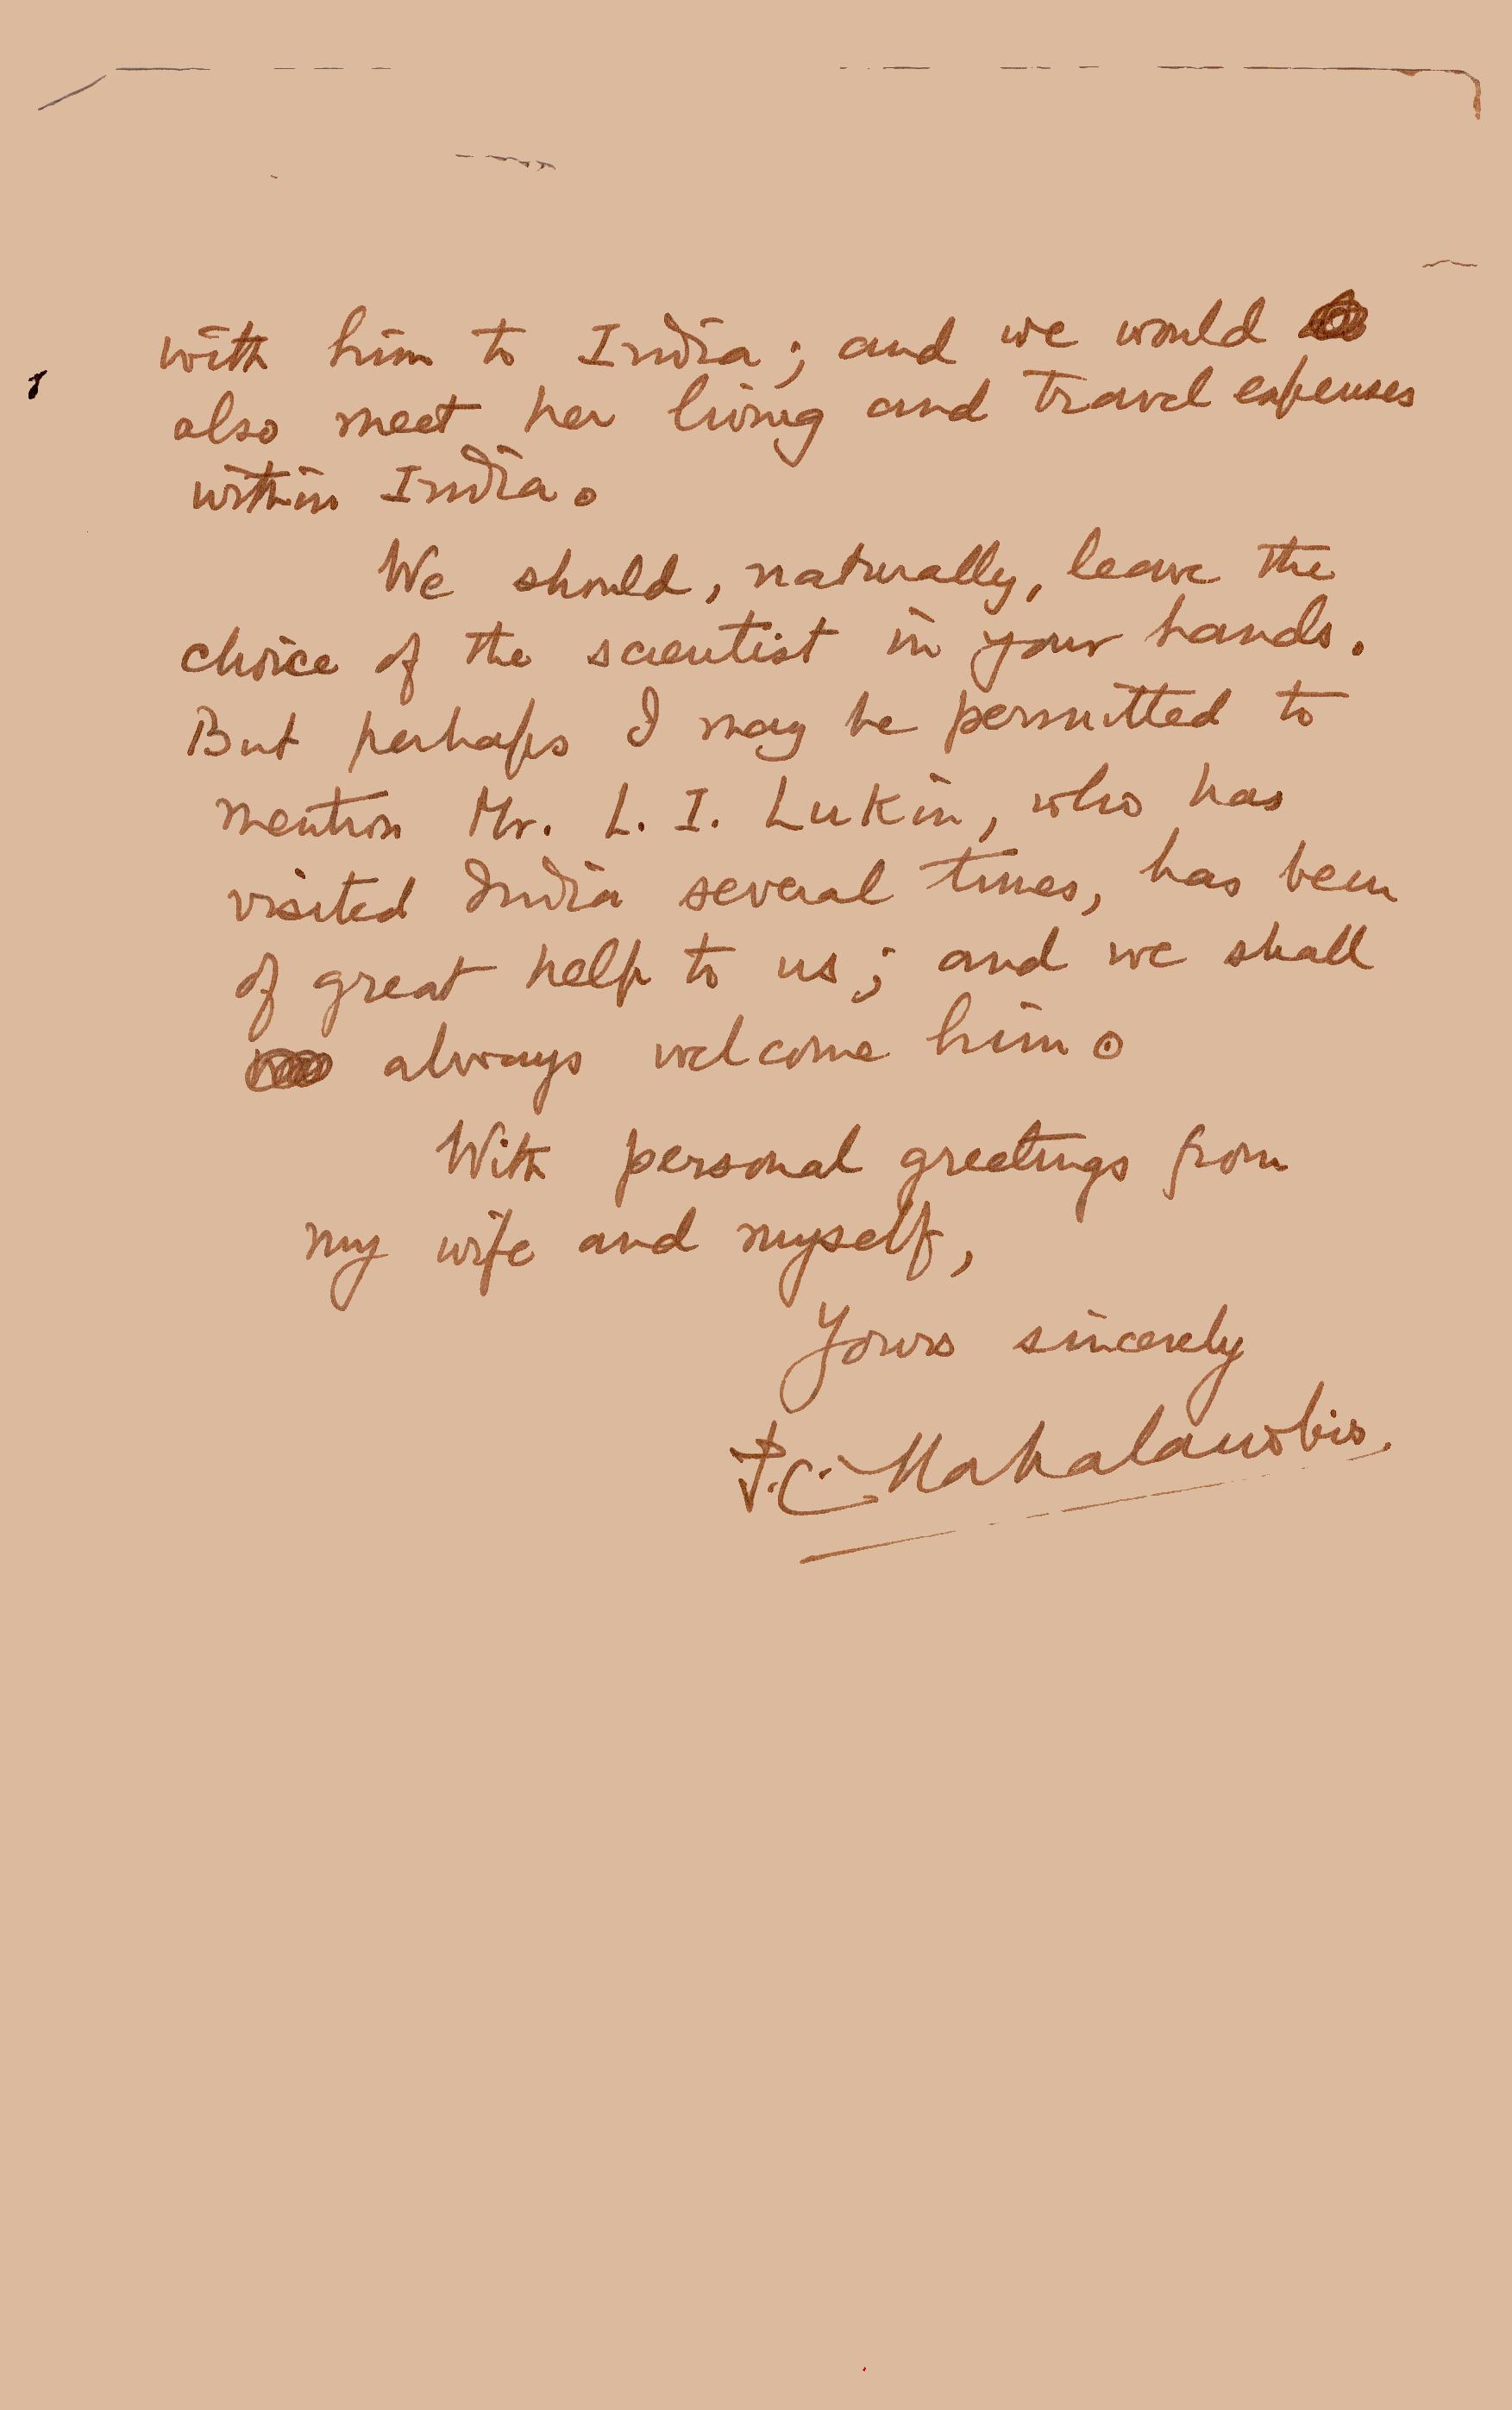 with him to India; and we would
also meet her living and travel expenses
within India.
We should, naturally, leave the
choice of the scientist in your hands.
But perhaps I may be permitted to
mention Mr. L. I. Lukin, who has
visited India several times, has been
of great help to us; and we shall
always welcome him.
With personal greetings from
my wife and myself,
Yours sincerely
P.C. Mahalanobis.